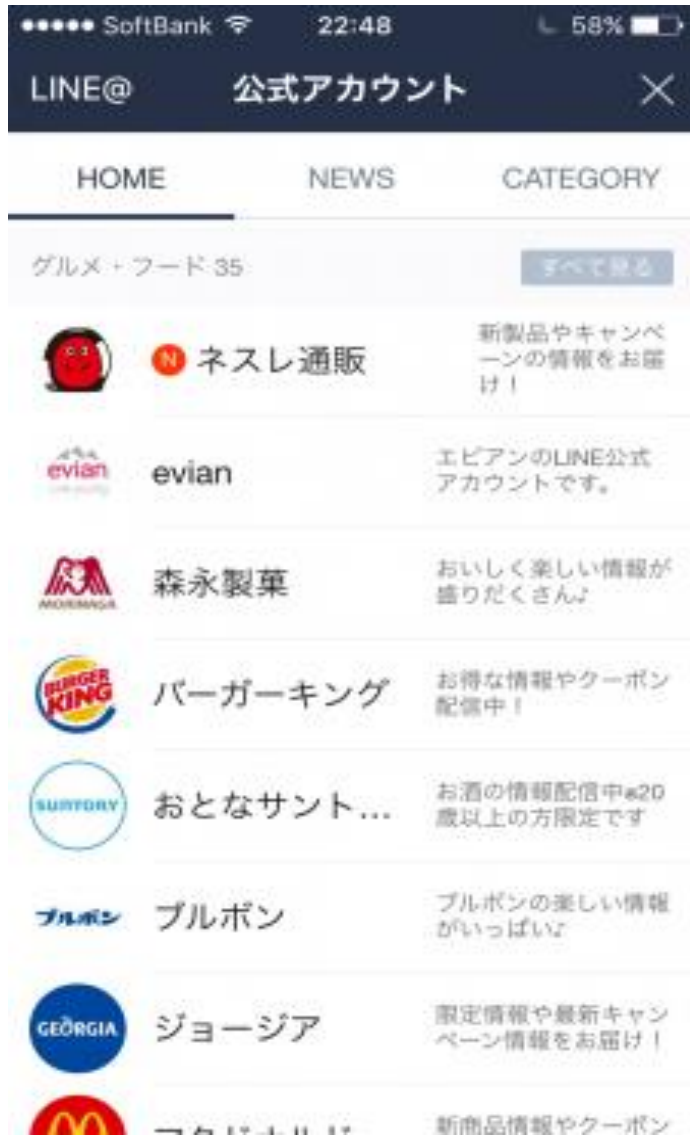 SoftBank 22:48 58%
LINE@ 公式アカウント
HOME NEWS CATEGORY
グルメ・フード 35 すべて見る
N ネスレ通販
新製品やキャンペ
ーンの情報をお届
け！
evian
evian
エビアンのLINE公式
アカウントです。
MORINAGA
森永製菓
おいしく楽しい情報が
盛りだくさん♪
BURGER
KING
バーガーキング
お得な情報やクーポン
配信中！
SUNTORY
おとなサント...
お酒の情報配信中※20
歳以上の方限定です
ブルボン
ブルボン
ブルボンの楽しい情報
がいっぱい♪
GEORGIA
ジョージア
限定情報や最新キャン
ペーン情報をお届け！
新商品情報やクーポン